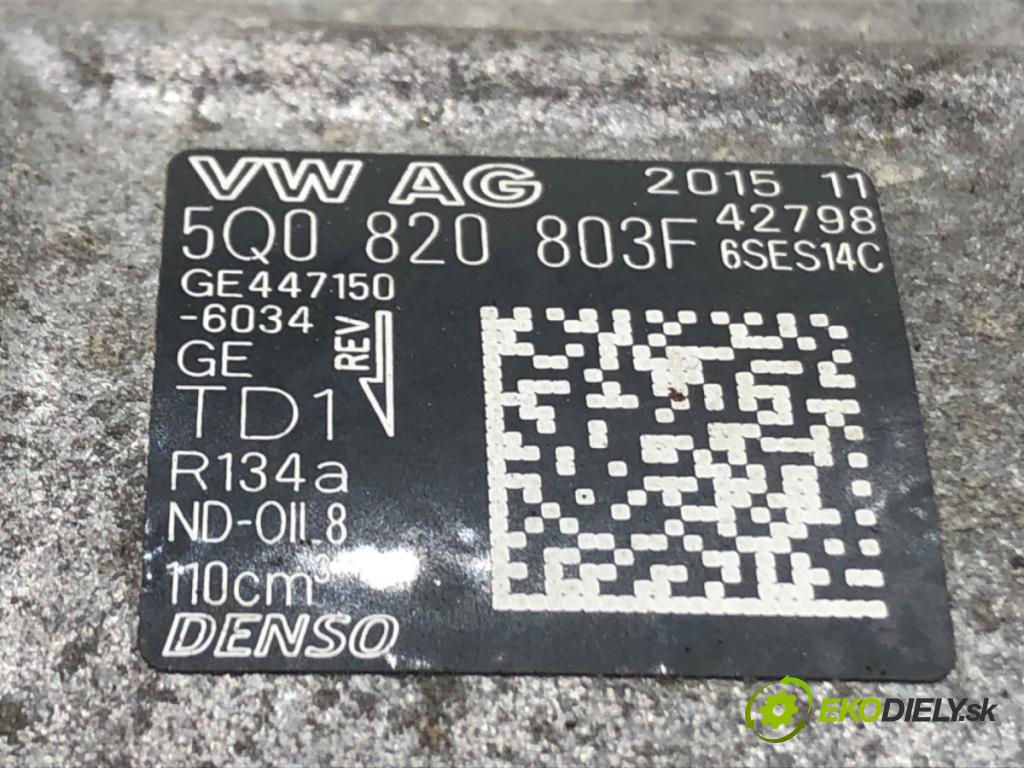 VW AG 2015 11
5Q0 820 803F 42798
6SES14C
GE447150
-6034
REV
GE
TD1
R134a
ND-OIL8
110cm³
DENSO
EKODIELY.sk